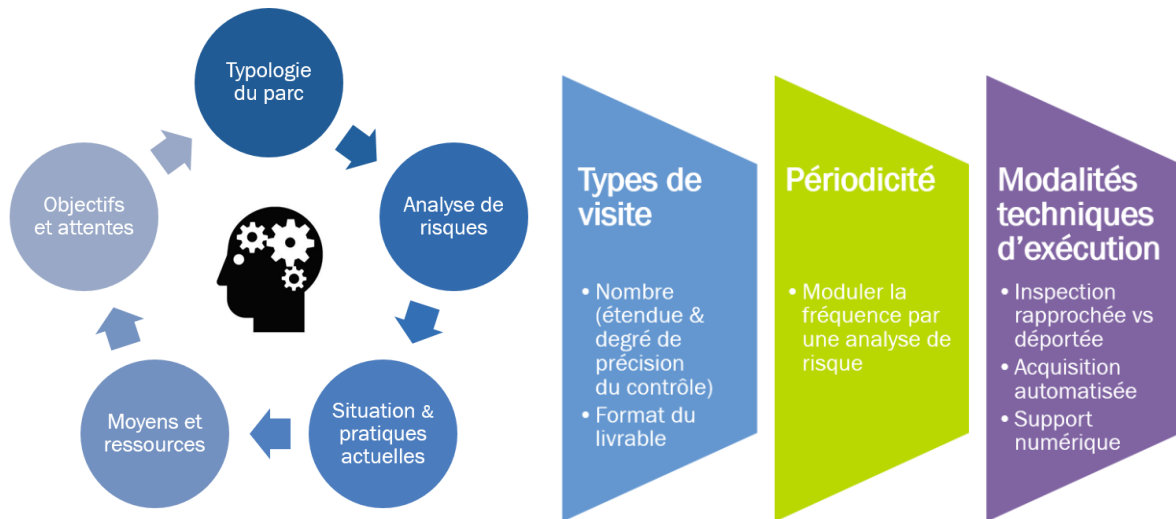 Typologie
du parc
Analyse de
risques
Situation &
pratiques
actuelles
Moyens et
ressources
Objectifs
et attentes
Types de
visite
• Nombre
(étendue &
degré de
précision
du contrôle)
• Format du
livrable
Périodicité
• Moduler la
fréquence par
une analyse de
risque
Modalités
techniques
d'exécution
• Inspection
rapprochée vs
déportée
• Acquisition
automatisée
• Support
numérique